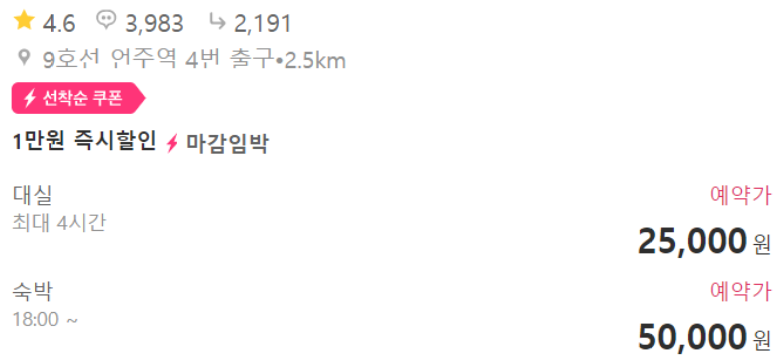 4.6 3,983 2,191
9호선 언주역 4번 출구•2.5km
선착순 쿠폰
1만원 즉시할인 마감임박
대실 예약가
최대 4시간
25,000 원
숙박 예약가
18:00 ~
50,000 원